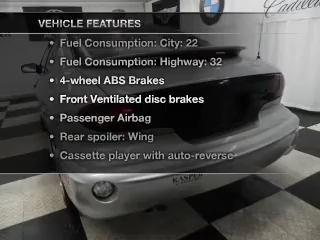 VEHICLE FEATURES
• Fuel Consumption: City: 22
• Fuel Consumption: Highway: 32
• 4-wheel ABS Brakes
• Front Ventilated disc brakes
• Passenger Airbag
• Rear spoiler: Wing
• Cassette player with auto-reverse
Cadillac